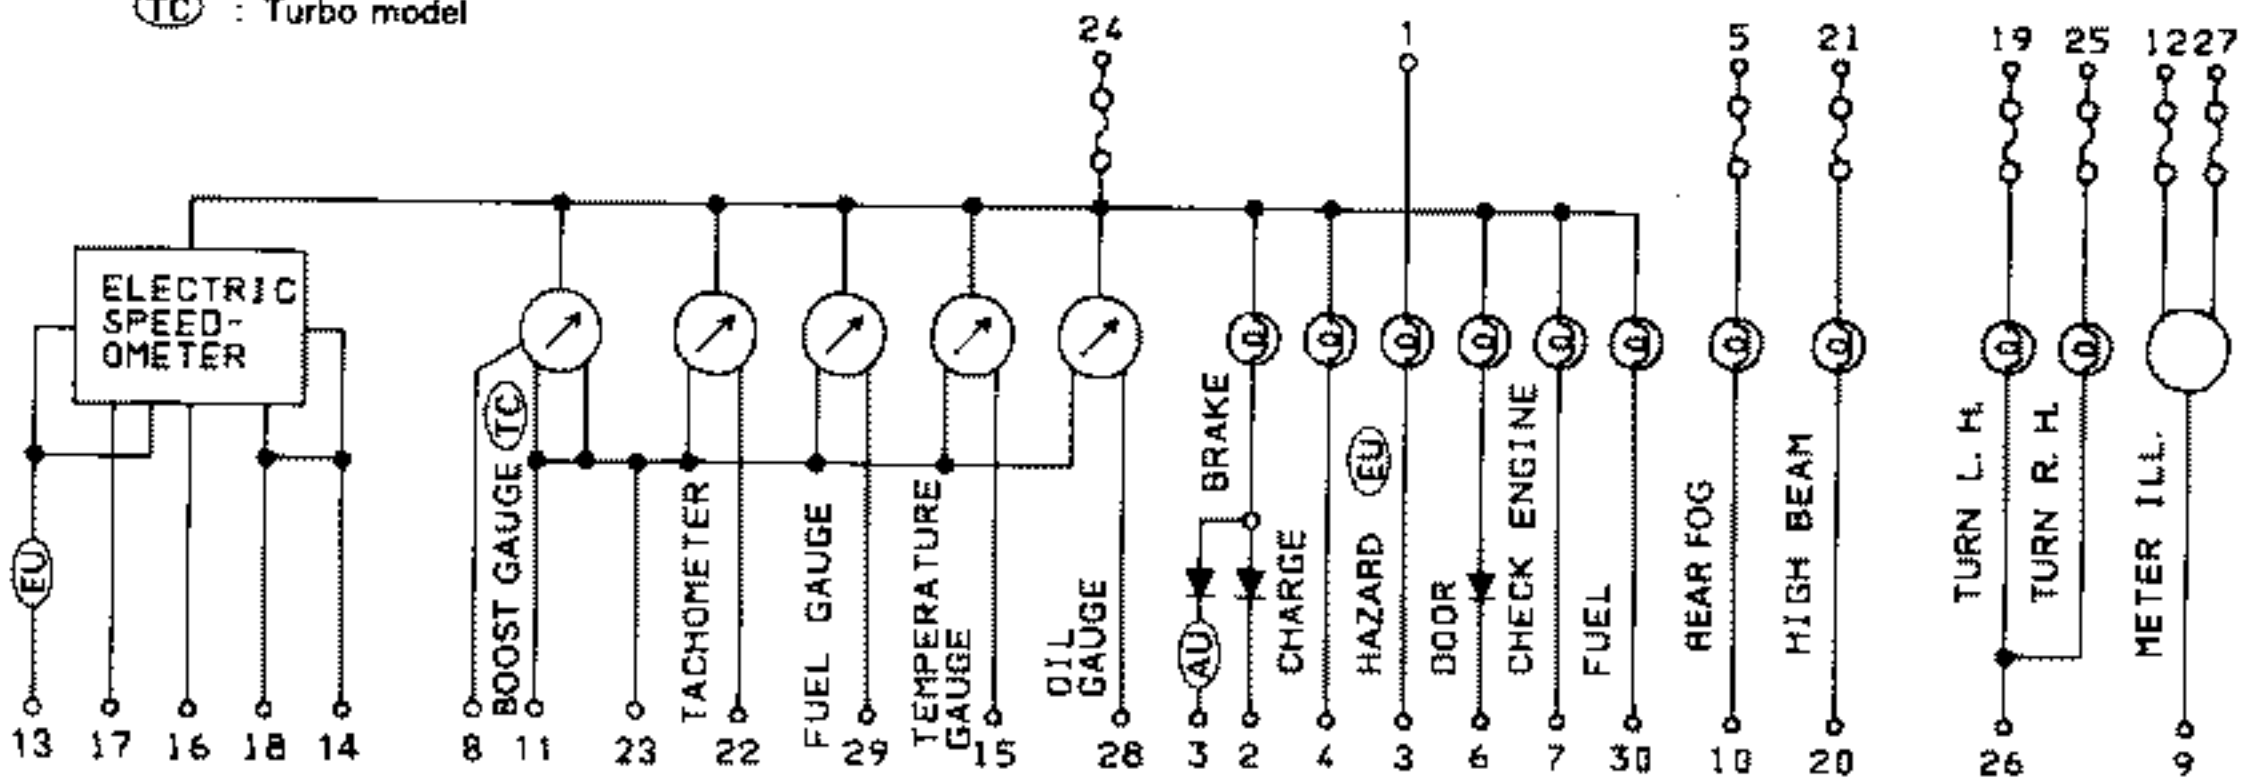 TC : Turbo model
24
1
5
21
19
25
12
27
ELECTRIC
SPEED-
OMETER
EU
BOOST GAUGE TC
TACHOMETER
FUEL GAUGE
TEMPERATURE
GAUGE
OIL
GAUGE
BRAKE
AU
CHARGE
HAZARD EU
DOOR
CHECK ENGINE
FUEL
REAR FOG
HIGH BEAM
TURN L. H.
TURN R. H.
METER ILL.
13
17
16
18
14
8
11
23
22
29
15
28
3
2
4
3
6
7
30
10
20
26
9